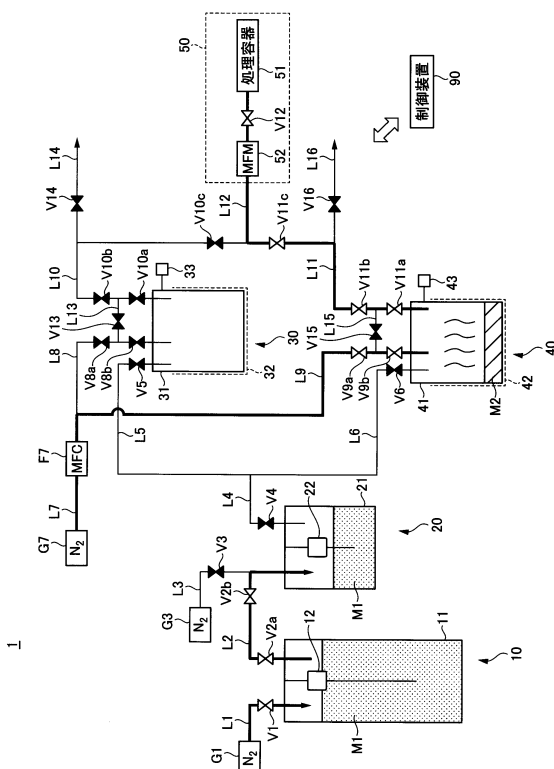 1
G1
N₂
L1
V1
12
11
M1
10
V2a
L2
V2b
G3
N₂
L3
V3
22
21
M1
20
V4
L4
G7
N₂
L7
F7
MFC
L5
L6
L8
V8a
V8b
V5
31
V13
L13
V10b
V10a
L10
33
30
32
L9
V9a
V9b
V6
41
V15
L15
V11b
V11a
L11
43
40
42
M2
V14
L14
V10c
V11c
L12
V16
L16
50
MFM
52
V12
処理容器
51
制御装置
90